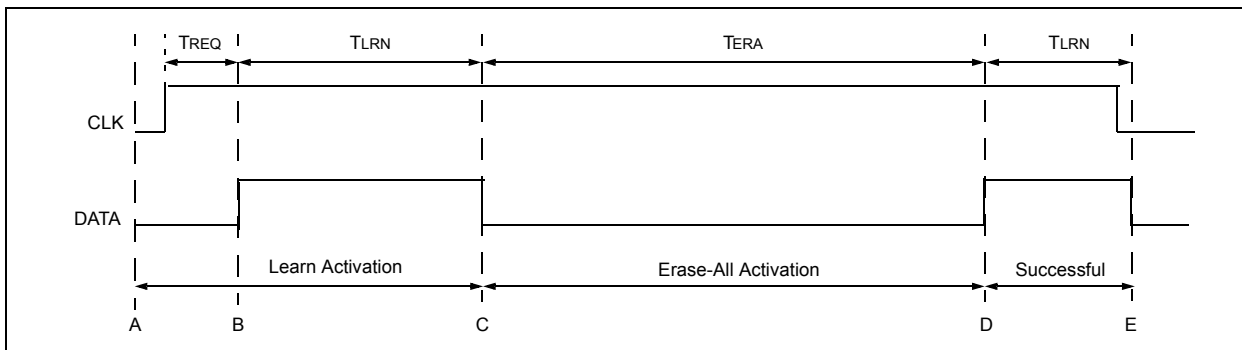 TREQ TLRN TERA TLRN
CLK
DATA
Learn Activation Erase-All Activation Successful
A B C D E